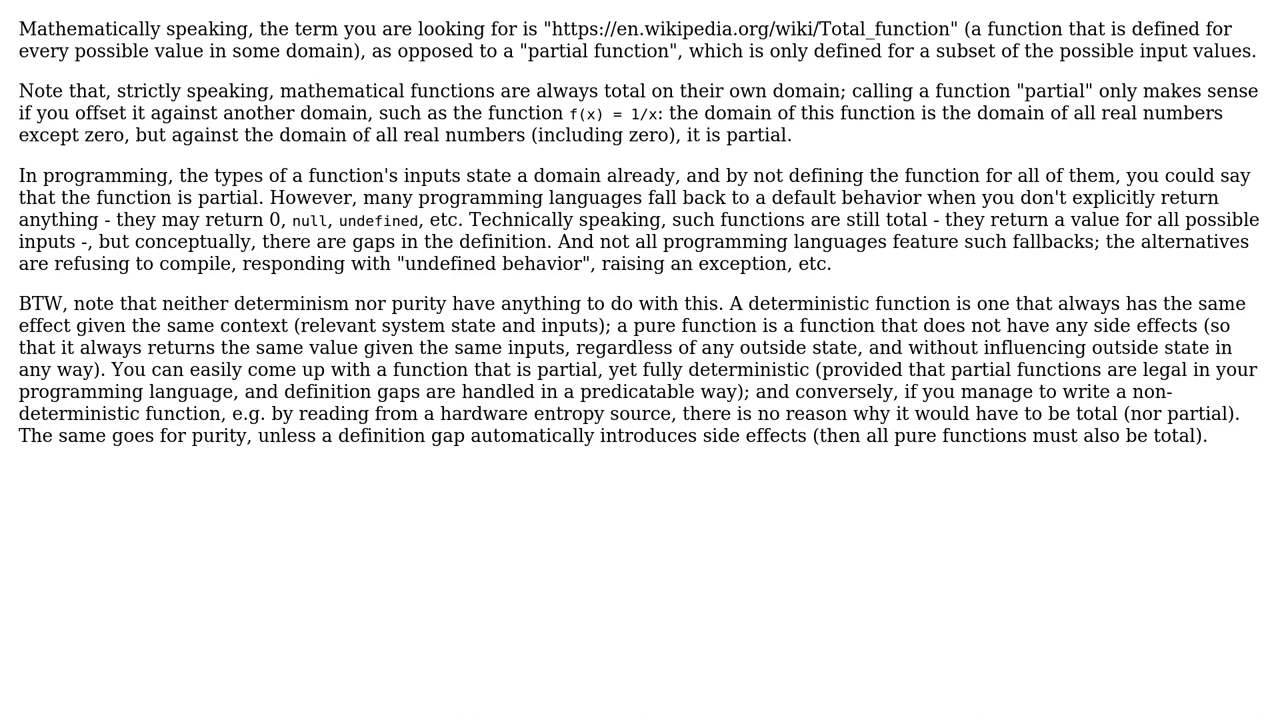 Mathematically speaking, the term you are looking for is "https://en.wikipedia.org/wiki/Total_function" (a function that is defined for
every possible value in some domain), as opposed to a "partial function", which is only defined for a subset of the possible input values.
Note that, strictly speaking, mathematical functions are always total on their own domain; calling a function "partial" only makes sense
if you offset it against another domain, such as the function f(x) = 1/x: the domain of this function is the domain of all real numbers
except zero, but against the domain of all real numbers (including zero), it is partial.
In programming, the types of a function's inputs state a domain already, and by not defining the function for all of them, you could say
that the function is partial. However, many programming languages fall back to a default behavior when you don't explicitly return
anything - they may return 0, null, undefined, etc. Technically speaking, such functions are still total - they return a value for all possible
inputs -, but conceptually, there are gaps in the definition. And not all programming languages feature such fallbacks; the alternatives
are refusing to compile, responding with "undefined behavior", raising an exception, etc.
BTW, note that neither determinism nor purity have anything to do with this. A deterministic function is one that always has the same
effect given the same context (relevant system state and inputs); a pure function is a function that does not have any side effects (so
that it always returns the same value given the same inputs, regardless of any outside state, and without influencing outside state in
any way). You can easily come up with a function that is partial, yet fully deterministic (provided that partial functions are legal in your
programming language, and definition gaps are handled in a predicatable way); and conversely, if you manage to write a non-
deterministic function, e.g. by reading from a hardware entropy source, there is no reason why it would have to be total (nor partial).
The same goes for purity, unless a definition gap automatically introduces side effects (then all pure functions must also be total).